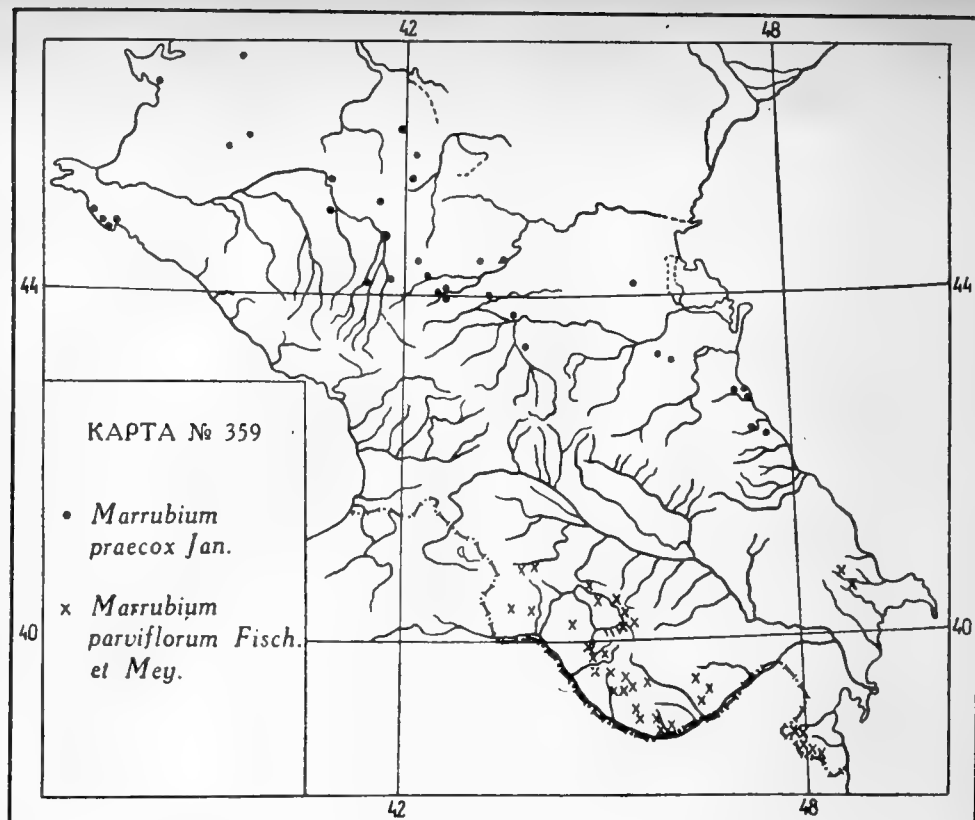 42 48
44 44
КАРТА № 359
• Marrubium
praecox Jan.
x Marrubium
parviflorum Fisch.
et Mey.
40 40
42 48